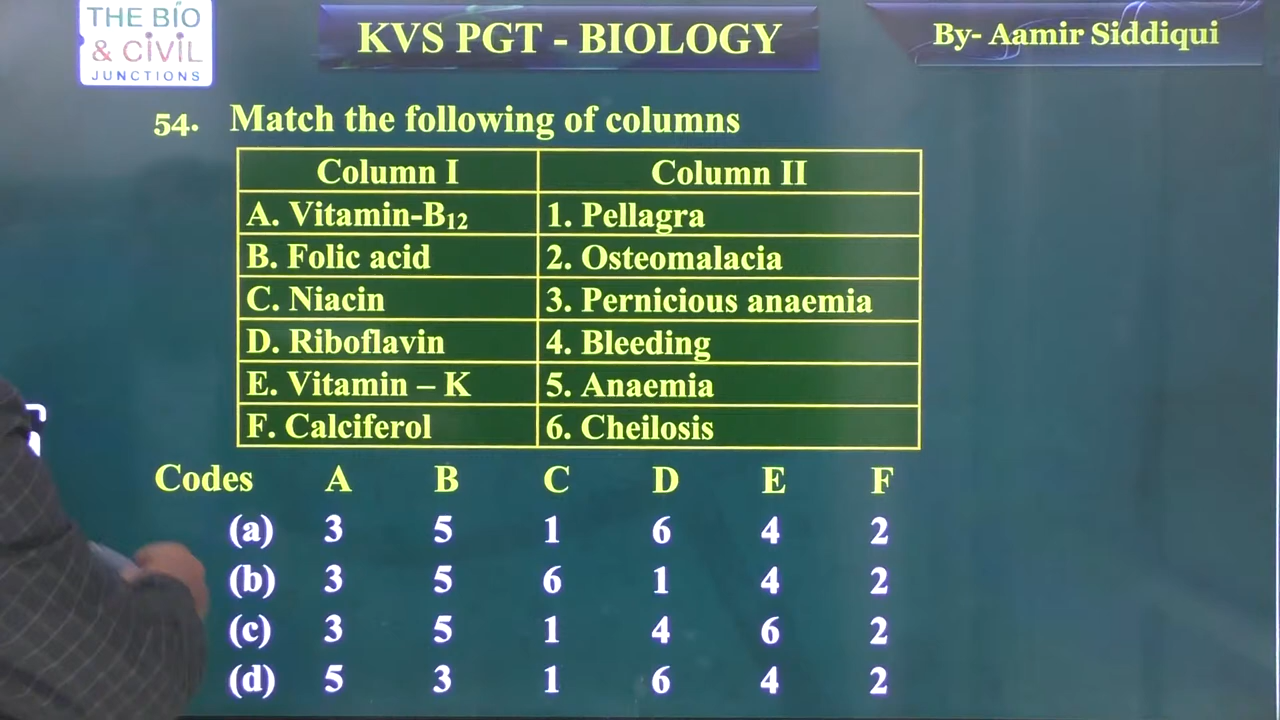 THE BIO
& CIVIL
JUNCTIONS
KVS PGT - BIOLOGY
By- Aamir Siddiqui
54. Match the following of columns
Column I Column II
A. Vitamin-B₁₂ 1. Pellagra
B. Folic acid 2. Osteomalacia
C. Niacin 3. Pernicious anaemia
D. Riboflavin 4. Bleeding
E. Vitamin – K 5. Anaemia
F. Calciferol 6. Cheilosis
Codes A B C D E F
(a) 3 5 1 6 4 2
(b) 3 5 6 1 4 2
(c) 3 5 1 4 6 2
(d) 5 3 1 6 4 2